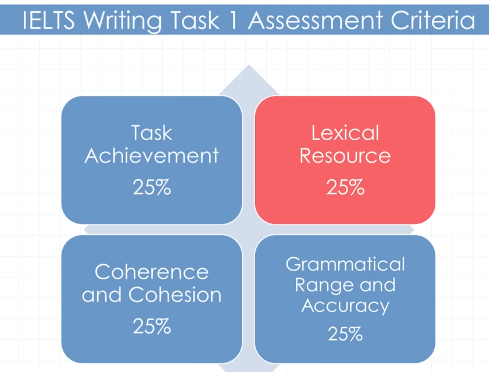 IELTS Writing Task 1 Assessment Criteria
Task
Achievement
25%
Lexical
Resource
25%
Coherence
and Cohesion
25%
Grammatical
Range and
Accuracy
25%